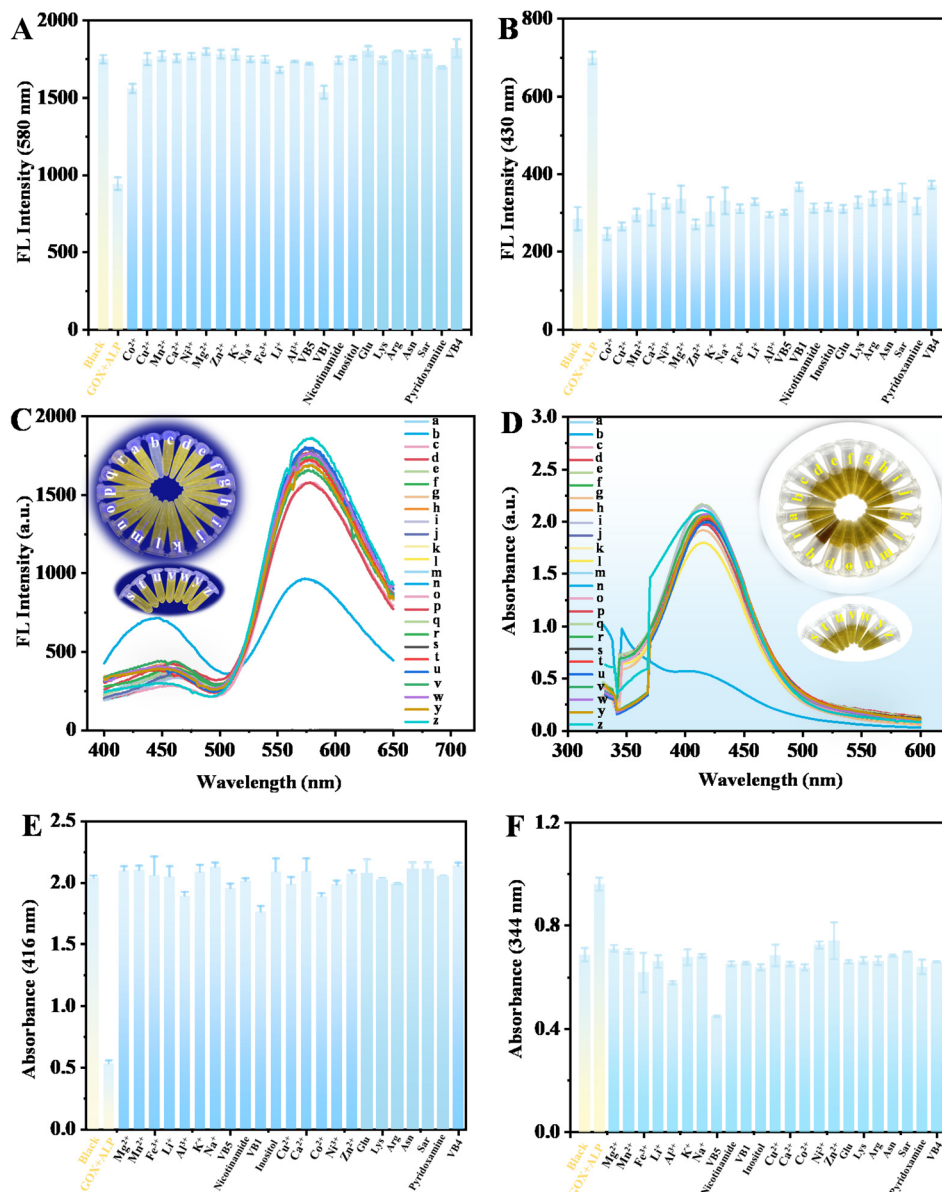 A
FL Intensity (580 nm)
2000
1500
1000
500
0
Black
GOX+ALP
Co²⁺
Cu²⁺
Mn²⁺
Ca²⁺
Ni³⁺
Mg²⁺
Zn²⁺
K⁺
Na⁺
Fe³⁺
Li⁺
Al³⁺
VB5
VB1
Nicotinamide
Inositol
Glu
Lys
Arg
Asn
Sar
Pyridoxamine
VB4
B
FL Intensity (430 nm)
800
600
400
200
0
Black
GOX+ALP
Co²⁺
Cu²⁺
Mn²⁺
Ca²⁺
Ni³⁺
Mg²⁺
Zn²⁺
K⁺
Na⁺
Fe³⁺
Li⁺
Al³⁺
VB5
VB1
Nicotinamide
Inositol
Glu
Lys
Arg
Asn
Sar
Pyridoxamine
VB4
C
FL Intensity (a.u.)
2000
1500
1000
500
0
400
450
500
550
600
650
700
Wavelength (nm)
a
b
c
d
e
f
g
h
i
j
k
l
m
n
o
p
q
r
s
t
u
v
w
y
z
a
b
c
d
e
f
g
h
i
j
k
l
m
n
o
p
q
r
s
t
u
v
w
D
Absorbance (a.u.)
3.0
2.5
2.0
1.5
1.0
0.5
0.0
300
350
400
450
500
550
600
Wavelength (nm)
a
b
c
d
e
f
g
h
i
j
k
l
m
n
o
p
q
r
s
t
u
v
w
y
z
a
b
c
d
e
f
g
h
E
Absorbance (416 nm)
2.5
2.0
1.5
1.0
0.5
0.0
Black
GOX+ALP
Mg²⁺
Mn²⁺
Fe³⁺
Li⁺
Al³⁺
K⁺
Na⁺
VB5
Nicotinamide
VB1
Inositol
Cu²⁺
Ca²⁺
Co²⁺
Ni³⁺
Zn²⁺
Glu
Lys
Arg
Asn
Sar
Pyridoxamine
VB4
F
Absorbance (344 nm)
1.2
0.8
0.4
0.0
Black
GOX+ALP
Mg²⁺
Mn²⁺
Fe³⁺
Li⁺
Al³⁺
K⁺
Na⁺
VB5
Nicotinamide
VB1
Inositol
Cu²⁺
Ca²⁺
Co²⁺
Ni³⁺
Zn²⁺
Glu
Lys
Arg
Asn
Sar
Pyridoxamine
VB4